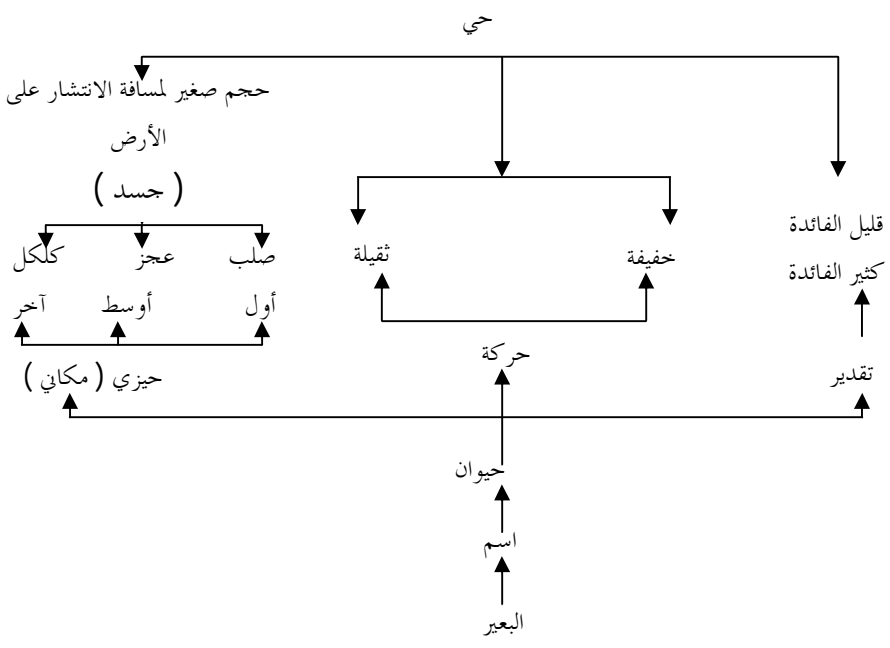 حي
حجم صغير لمسافة الانتشار على
الأرض
( جسد )
قليل الفائدة
صلب عجز كلكل
ثقيلة
خفيفة
كثير الفائدة
أول أوسط آخر
حركة
حيزي ( مكاني )
تقدير
حيوان
اسم
البعير